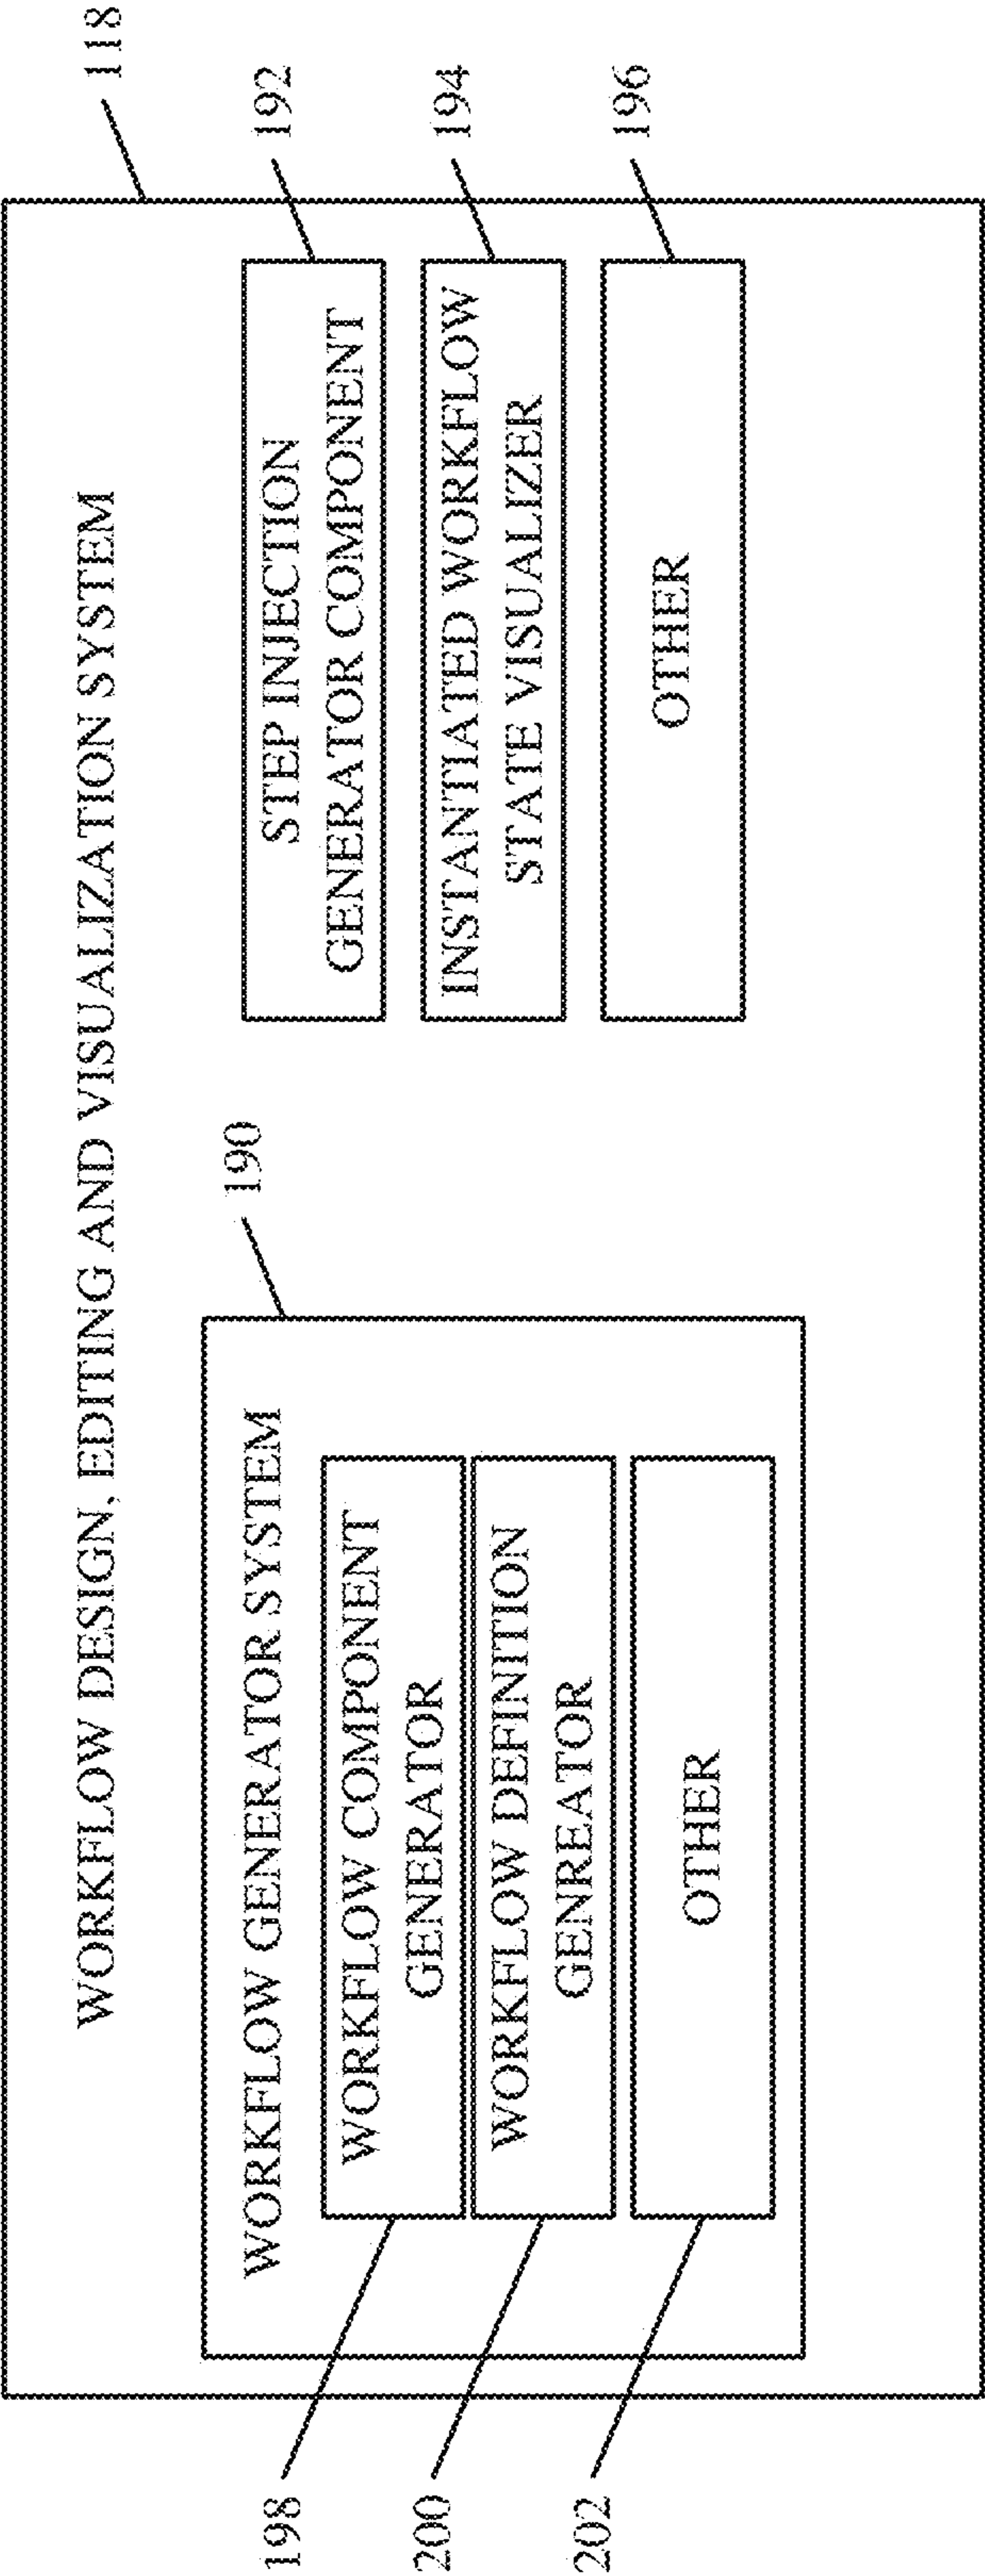 118
WORKFLOW DESIGN, EDITING AND VISUALIZATION SYSTEM
190
WORKFLOW GENERATOR SYSTEM
198
WORKFLOW COMPONENT
GENERATOR
200
WORKFLOW DEFINITION
GENREATOR
202
OTHER
192
STEP INJECTION
GENERATOR COMPONENT
194
INSTANTIATED WORKFLOW
STATE VISUALIZER
196
OTHER